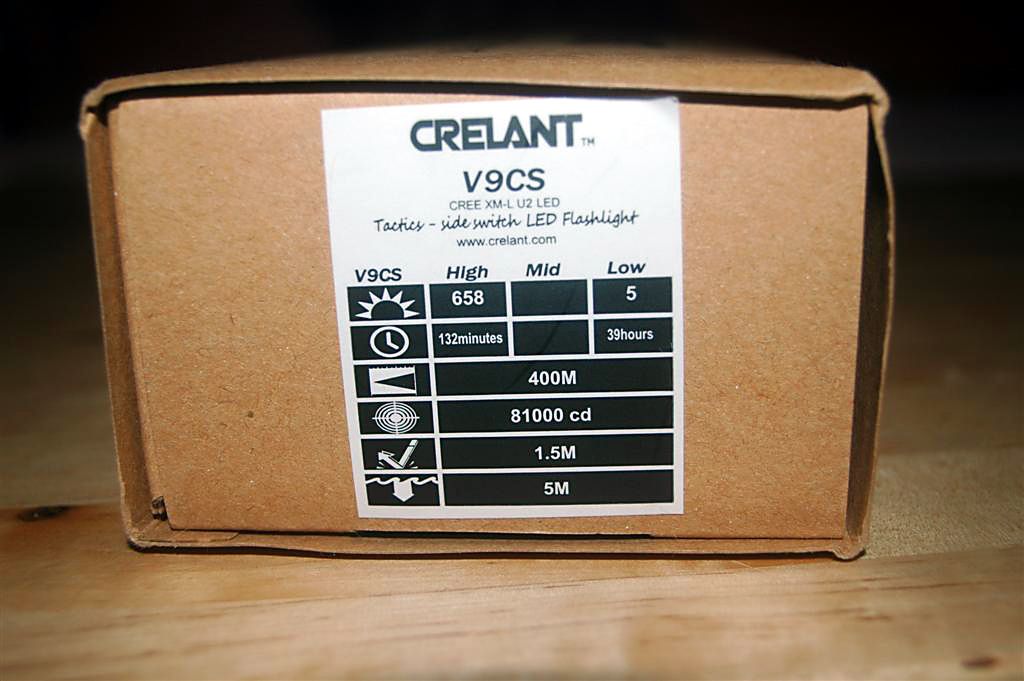 CRELANT™
V9CS
CREE XM-L U2 LED
Tactics - side switch LED Flashlight
www.crelant.com
V9CS High Mid Low
658 5
132minutes 39hours
400M
81000 cd
1.5M
5M